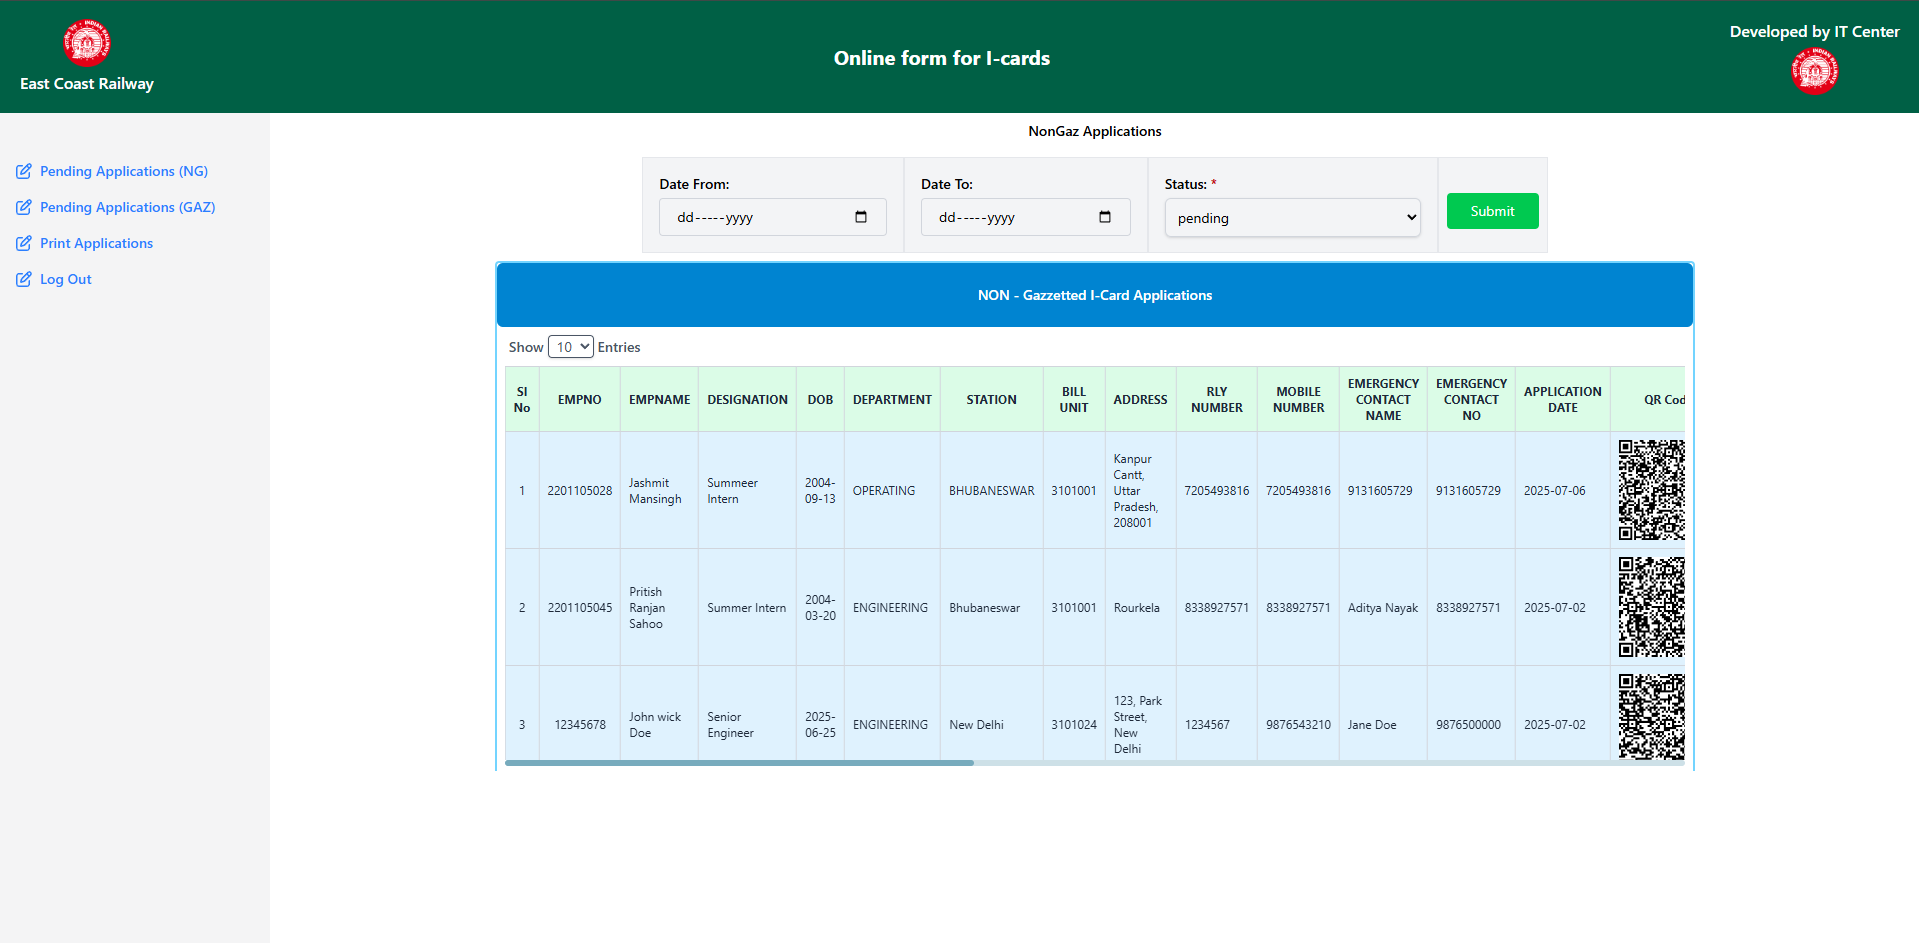 East Coast Railway
Online form for I-cards
Developed by IT Center
Pending Applications (NG)
Pending Applications (GAZ)
Print Applications
Log Out
NonGaz Applications
Date From:
dd-----yyyy
Date To:
dd-----yyyy
Status: *
pending
Submit
NON - Gazzetted I-Card Applications
Show 10 Entries
SI No EMPNO EMPNAME DESIGNATION DOB DEPARTMENT STATION BILL UNIT ADDRESS RLY NUMBER MOBILE NUMBER EMERGENCY CONTACT NAME EMERGENCY CONTACT NO APPLICATION DATE QR Cod
1 2201105028 Jashmit Mansingh Summeer Intern 2004-09-13 OPERATING BHUBANESWAR 3101001 Kanpur Cantt, Uttar Pradesh, 208001 7205493816 7205493816 9131605729 9131605729 2025-07-06
2 2201105045 Pritish Ranjan Sahoo Summer Intern 2004-03-20 ENGINEERING Bhubaneswar 3101001 Rourkela 8338927571 8338927571 Aditya Nayak 8338927571 2025-07-02
3 12345678 John wick Doe Senior Engineer 2025-06-25 ENGINEERING New Delhi 3101024 123, Park Street, New Delhi 1234567 9876543210 Jane Doe 9876500000 2025-07-02